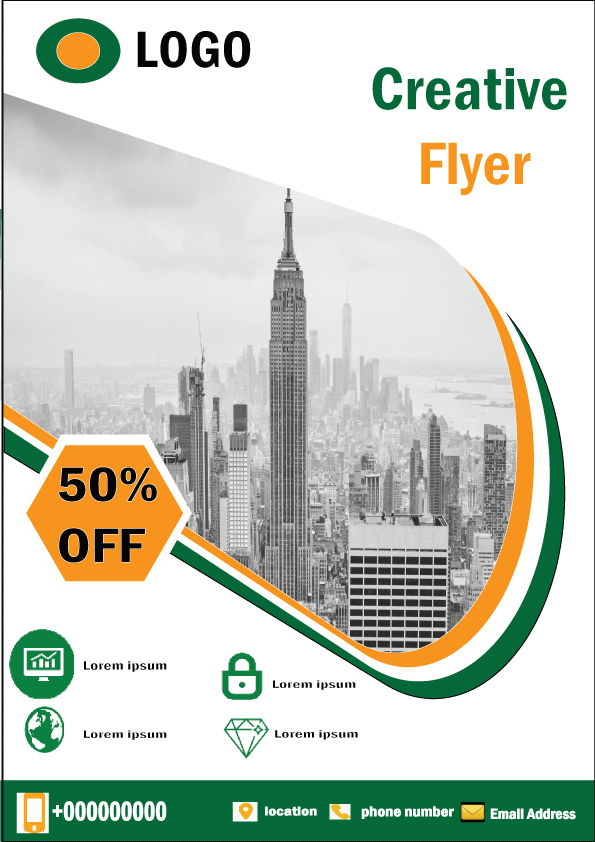 LOGO
Creative
Flyer
50%
OFF
Lorem ipsum
Lorem ipsum
Lorem ipsum
Lorem ipsum
+000000000
location
phone number
Email Address